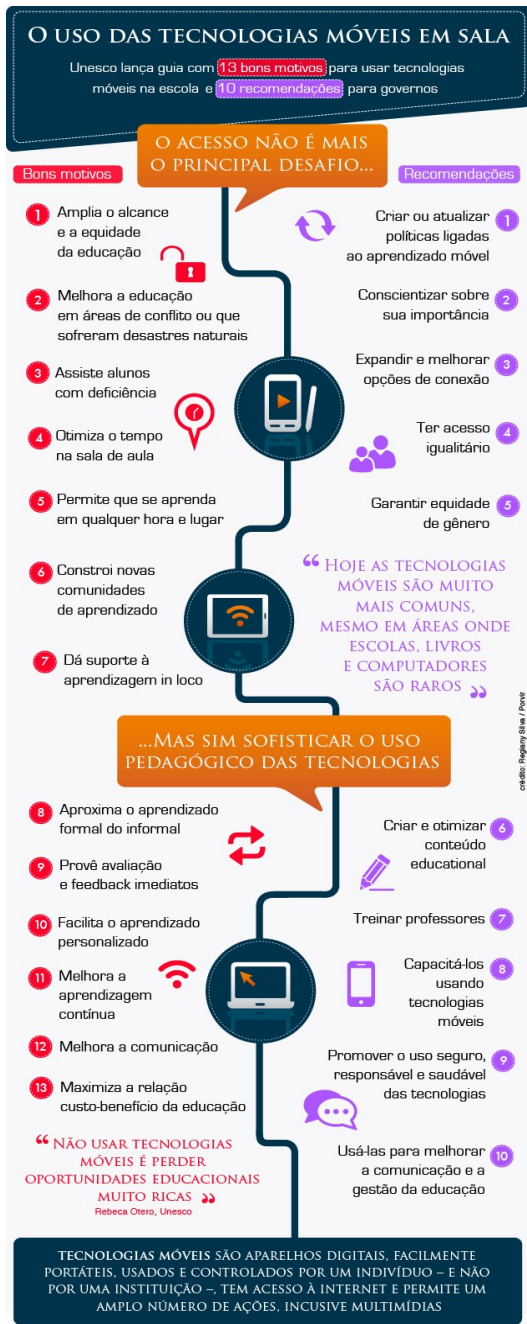 O USO DAS TECNOLOGIAS MÓVEIS EM SALA
Unesco lança guia com 13 bons motivos para usar tecnologias
móveis na escola e 10 recomendações para governos
O ACESSO NÃO É MAIS
O PRINCIPAL DESAFIO...
Bons motivos
1
Amplia o alcance
e a equidade
da educação
2
Melhora a educação
em áreas de conflito ou que
sofreram desastres naturais
3
Assiste alunos
com deficiência
4
Otimiza o tempo
na sala de aula
5
Permite que se aprenda
em qualquer hora e lugar
6
Constroi novas
comunidades
de aprendizado
7
Dá suporte à
aprendizagem in loco
Recomendações
Criar ou atualizar
políticas ligadas
ao aprendizado móvel
1
Conscientizar sobre
sua importância
2
Expandir e melhorar
opções de conexão
3
Ter acesso
igualitário
4
Garantir equidade
de gênero
5
“ HOJE AS TECNOLOGIAS
MÓVEIS SÃO MUITO
MAIS COMUNS,
MESMO EM ÁREAS ONDE
ESCOLAS, LIVROS
E COMPUTADORES
SÃO RAROS ”
crédito: Regiany Silva / Porvir
...MAS SIM SOFISTICAR O USO
PEDAGÓGICO DAS TECNOLOGIAS
8
Aproxima o aprendizado
formal do informal
9
Provê avaliação
e feedback imediatos
10
Facilita o aprendizado
personalizado
11
Melhora a
aprendizagem
contínua
12
Melhora a comunicação
13
Maximiza a relação
custo-benefício da educação
“ NÃO USAR TECNOLOGIAS
MÓVEIS É PERDER
OPORTUNIDADES EDUCACIONAIS
MUITO RICAS ”
Rebeca Otero, Unesco
Criar e otimizar
conteúdo
educational
6
Treinar professores
7
Capacitá-los
usando
tecnologias
móveis
8
Promover o uso seguro,
responsável e saudável
das tecnologias
9
Usá-las para melhorar
a comunicação e a
gestão da educação
10
TECNOLOGIAS MÓVEIS SÃO APARELHOS DIGITAIS, FACILMENTE
PORTÁTEIS, USADOS E CONTROLADOS POR UM INDIVÍDUO – E NÃO
POR UMA INSTITUIÇÃO –, TEM ACESSO À INTERNET E PERMITE UM
AMPLO NÚMERO DE AÇÕES, INCUSIVE MULTIMÍDIAS